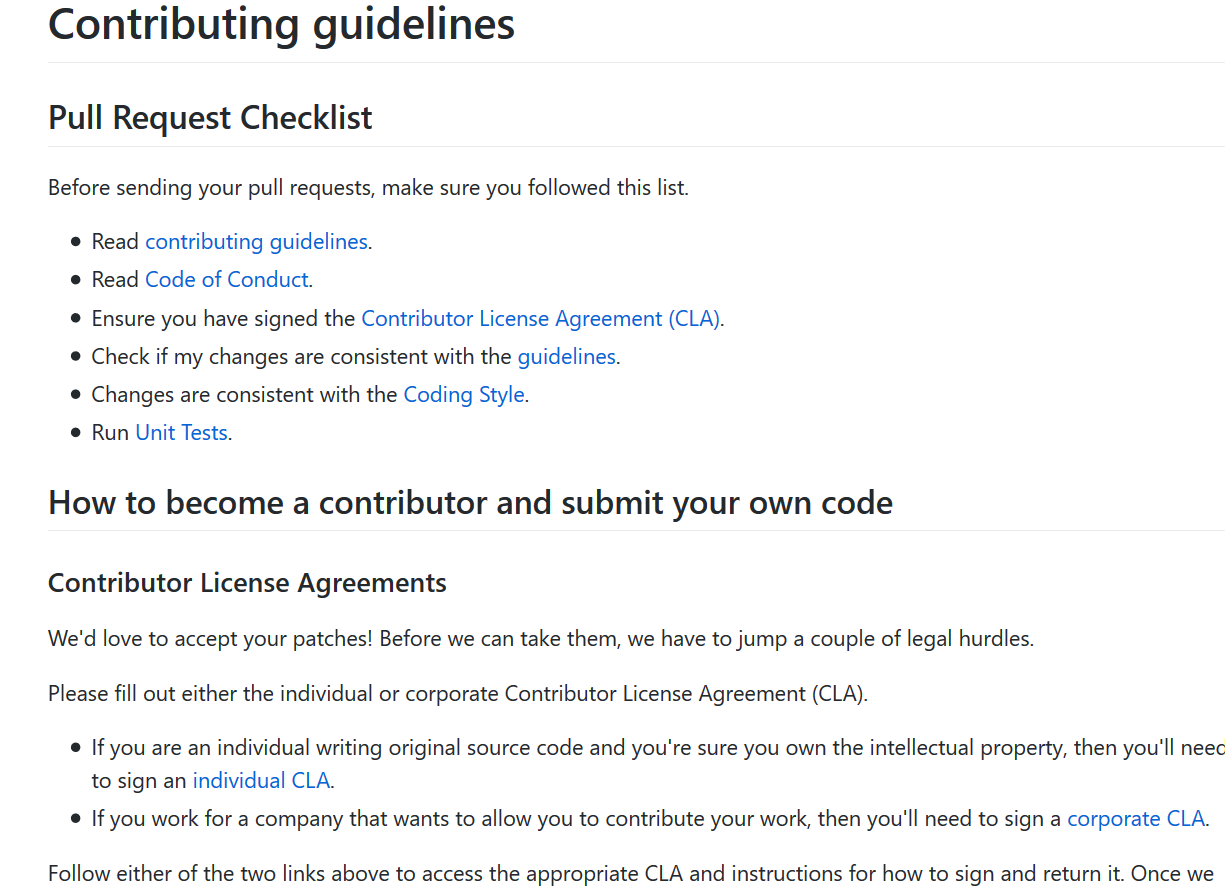 Contributing guidelines
Pull Request Checklist
Before sending your pull requests, make sure you followed this list.
Read contributing guidelines.
Read Code of Conduct.
Ensure you have signed the Contributor License Agreement (CLA).
Check if my changes are consistent with the guidelines.
Changes are consistent with the Coding Style.
Run Unit Tests.
How to become a contributor and submit your own code
Contributor License Agreements
We'd love to accept your patches! Before we can take them, we have to jump a couple of legal hurdles.
Please fill out either the individual or corporate Contributor License Agreement (CLA).
If you are an individual writing original source code and you're sure you own the intellectual property, then you'll need
to sign an individual CLA.
If you work for a company that wants to allow you to contribute your work, then you'll need to sign a corporate CLA.
Follow either of the two links above to access the appropriate CLA and instructions for how to sign and return it. Once we